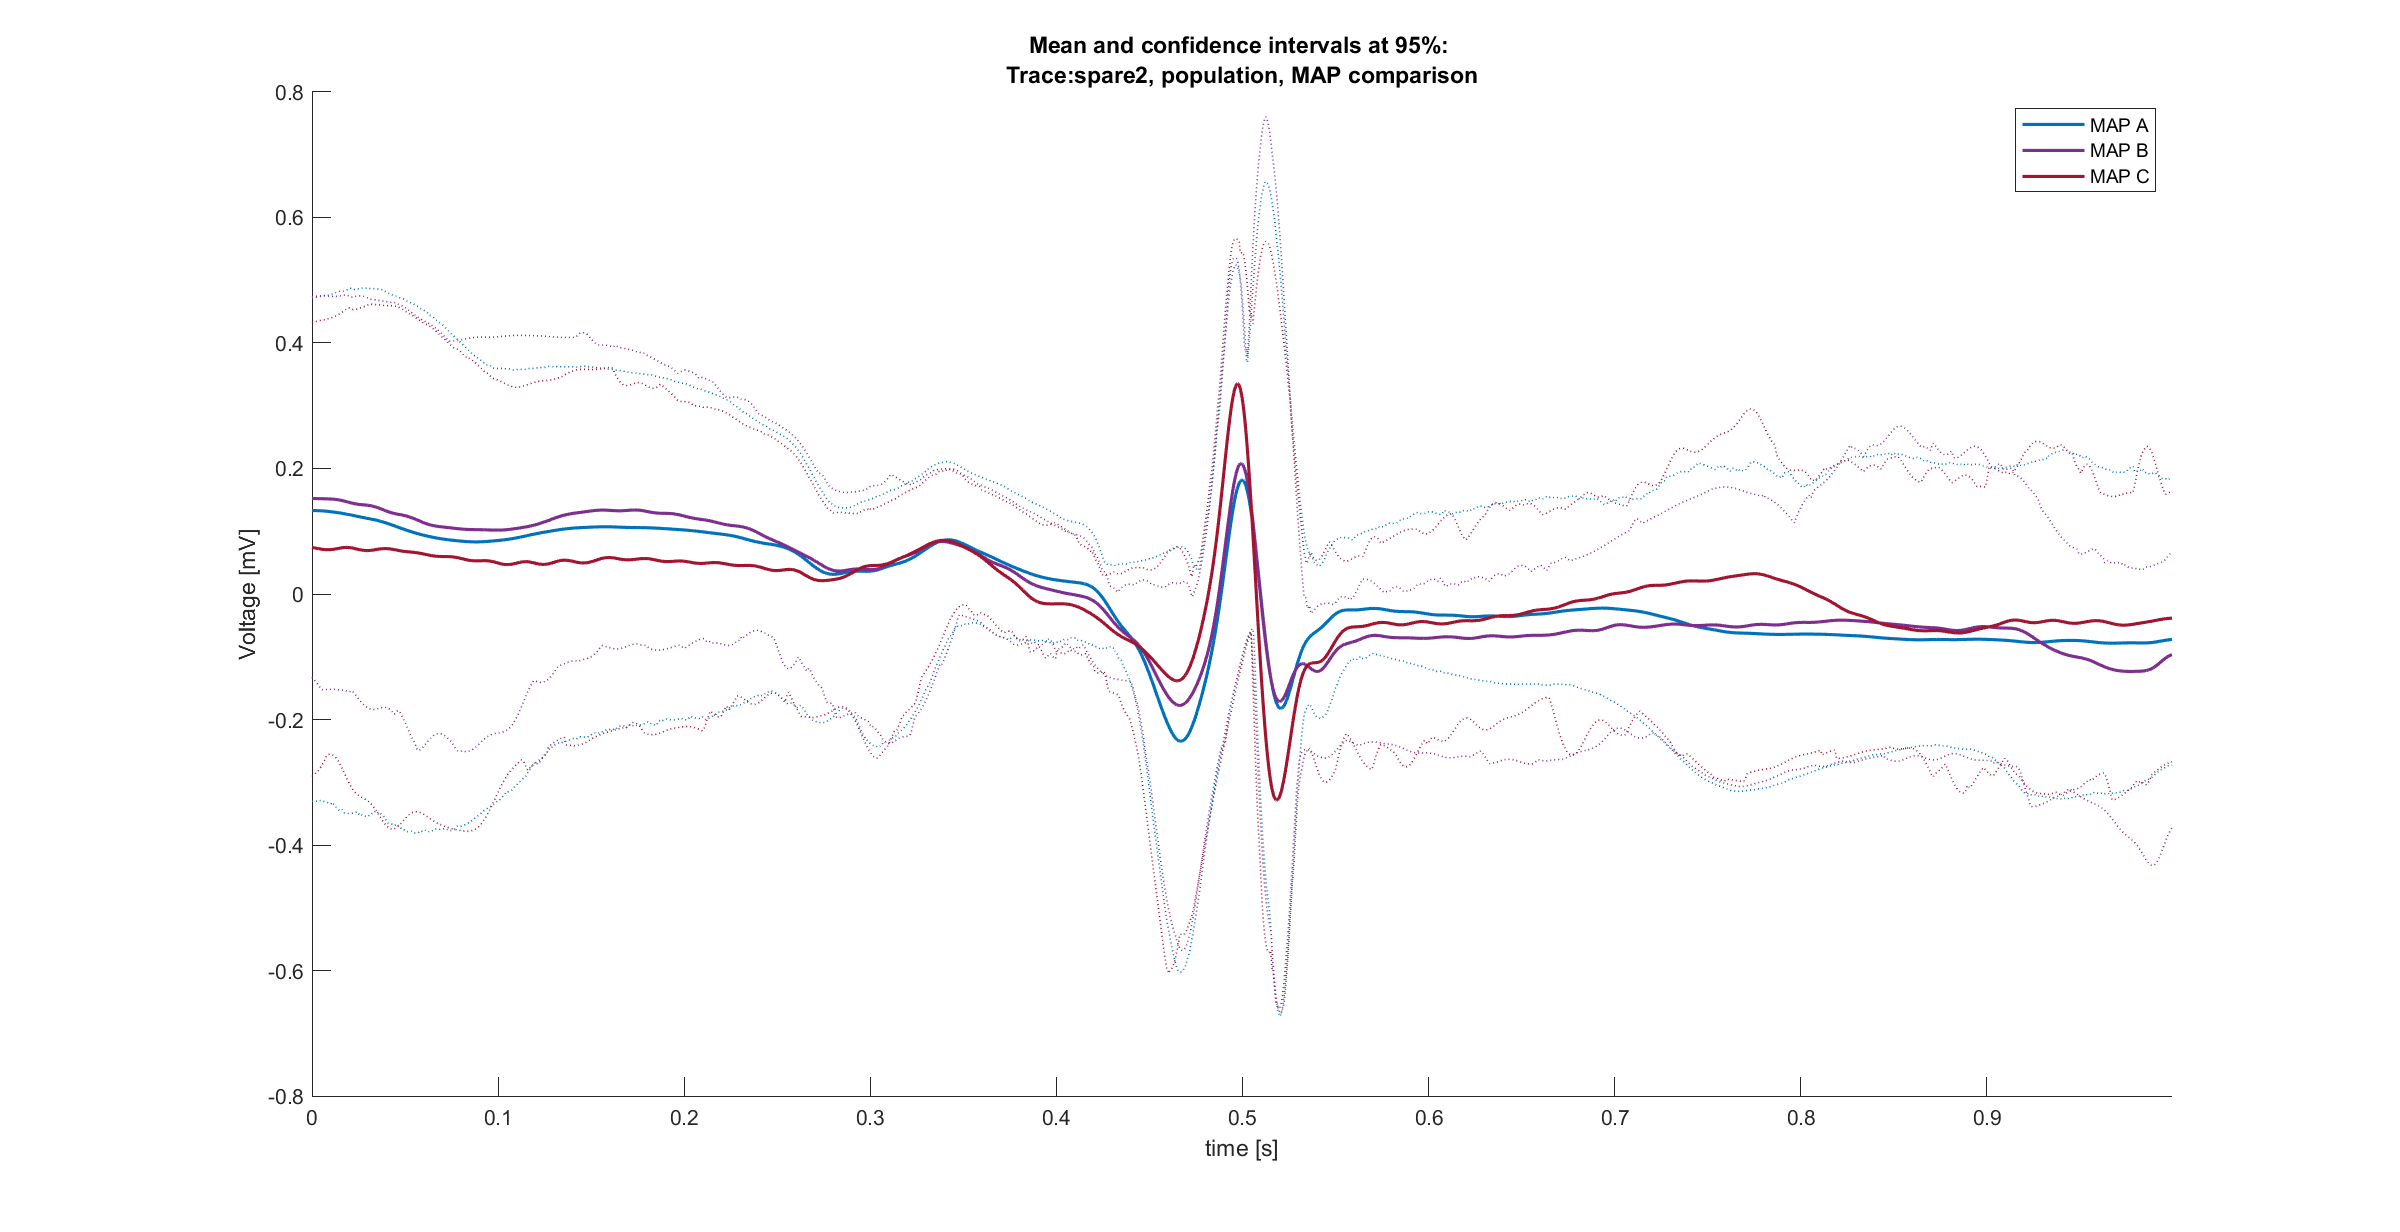 Mean and confidence intervals at 95%:
Trace:spare2, population, MAP comparison
MAP A
MAP B
MAP C
Voltage [mV]
0.8
0.6
0.4
0.2
0
-0.2
-0.4
-0.6
-0.8
0 0.1 0.2 0.3 0.4 0.5 0.6 0.7 0.8 0.9
time [s]